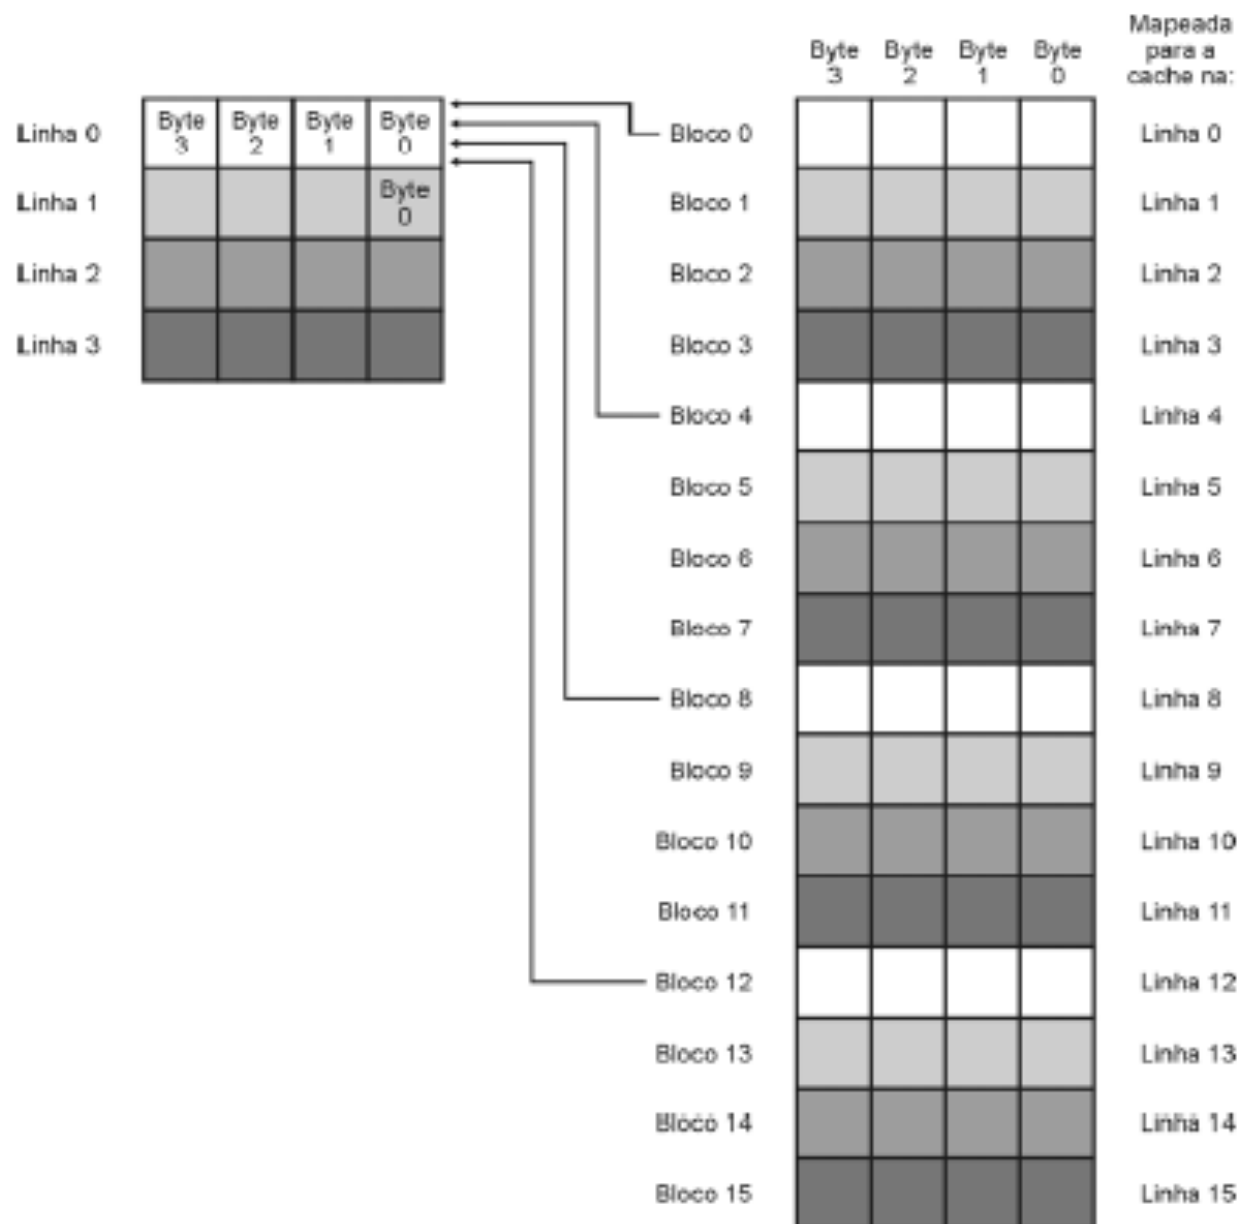 Mapeada
para a
cache na:
Byte 3 Byte 2 Byte 1 Byte 0
Linha 0 Byte 3 Byte 2 Byte 1 Byte 0 Bloco 0 Linha 0
Linha 1 Byte 0 Bloco 1 Linha 1
Linha 2 Bloco 2 Linha 2
Linha 3 Bloco 3 Linha 3
Bloco 4 Linha 4
Bloco 5 Linha 5
Bloco 6 Linha 6
Bloco 7 Linha 7
Bloco 8 Linha 8
Bloco 9 Linha 9
Bloco 10 Linha 10
Bloco 11 Linha 11
Bloco 12 Linha 12
Bloco 13 Linha 13
Bloco 14 Linha 14
Bloco 15 Linha 15